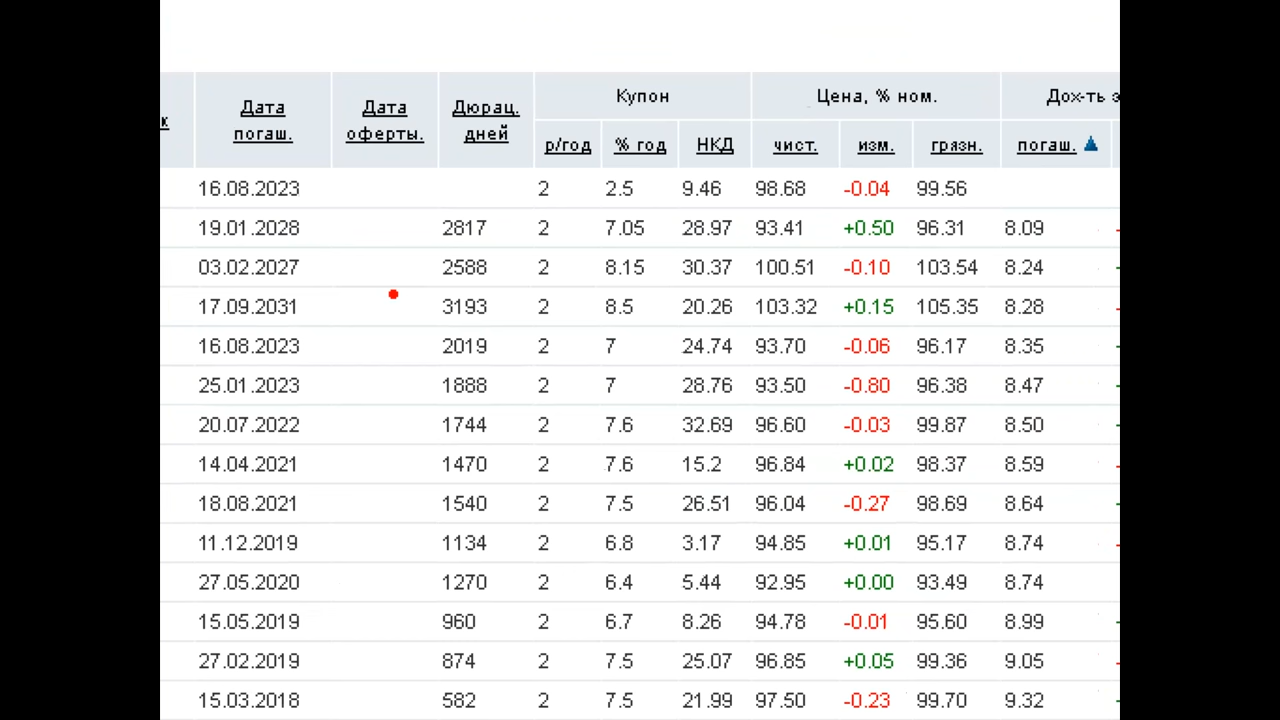 Купон Цена, % ном. Дох-ть э
Дата погаш. Дата оферты. Дюрац. дней
к
р/год % год НКД чист. изм. грязн. погаш.
16.08.2023 2 2.5 9.46 98.68 -0.04 99.56
19.01.2028 2817 2 7.05 28.97 93.41 +0.50 96.31 8.09
03.02.2027 2588 2 8.15 30.37 100.51 -0.10 103.54 8.24
17.09.2031 3193 2 8.5 20.26 103.32 +0.15 105.35 8.28
16.08.2023 2019 2 7 24.74 93.70 -0.06 96.17 8.35
25.01.2023 1888 2 7 28.76 93.50 -0.80 96.38 8.47
20.07.2022 1744 2 7.6 32.69 96.60 -0.03 99.87 8.50
14.04.2021 1470 2 7.6 15.2 96.84 +0.02 98.37 8.59
18.08.2021 1540 2 7.5 26.51 96.04 -0.27 98.69 8.64
11.12.2019 1134 2 6.8 3.17 94.85 +0.01 95.17 8.74
27.05.2020 1270 2 6.4 5.44 92.95 +0.00 93.49 8.74
15.05.2019 960 2 6.7 8.26 94.78 -0.01 95.60 8.99
27.02.2019 874 2 7.5 25.07 96.85 +0.05 99.36 9.05
15.03.2018 582 2 7.5 21.99 97.50 -0.23 99.70 9.32